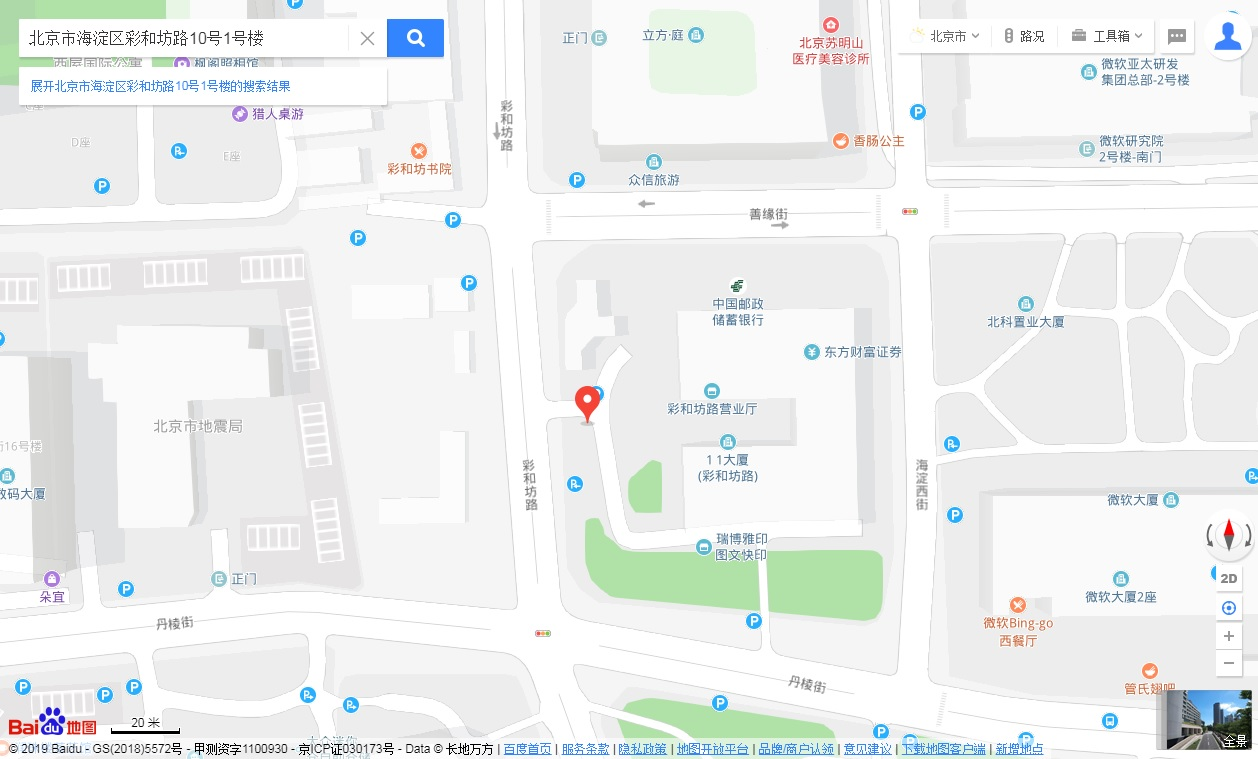 北京市海淀区彩和坊路10号1号楼
展开北京市海淀区彩和坊路10号1号楼的搜索结果
北京市
路况
工具箱
正门
立方·庭
北京苏明山
医疗美容诊所
微软亚太研发
集团总部-2号楼
猎人桌游
D座
E座
彩和坊路
香肠公主
微软研究院
2号楼-南门
彩和坊书院
众信旅游
善缘街
中国邮政
储蓄银行
北科置业大厦
东方财富证券
彩和坊路营业厅
北京市地震局
11大厦
(彩和坊路)
街16号楼
数码大厦
彩和坊路
海淀西街
微软大厦
瑞博雅印
图文快印
正门
朵宜
微软大厦2座
微软Bing-go
西餐厅
丹棱街
丹棱街
管氏翅吧
2D
Bai du 地图
20 米
全景
© 2019 Baidu - GS(2018)5572号 - 甲测资字1100930 - 京ICP证030173号 - Data © 长地万方 | 百度首页 | 服务条款 | 隐私政策 | 地图开放平台 | 品牌/商户认领 | 意见建议 | 下载地图客户端 | 新增地点